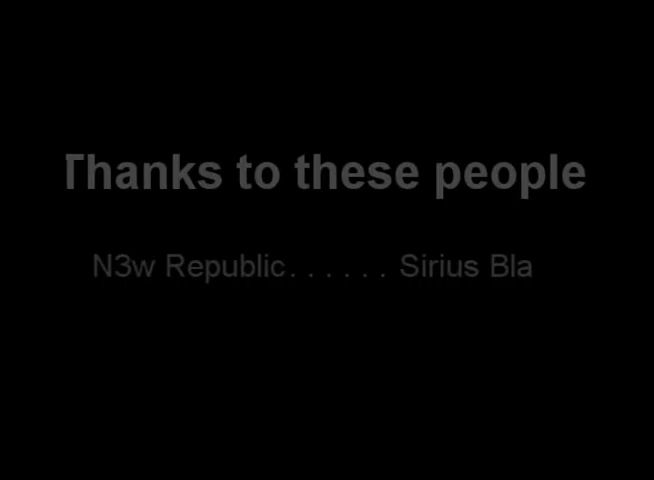 Thanks to these people
N3w Republic. . . . . . Sirius Bla